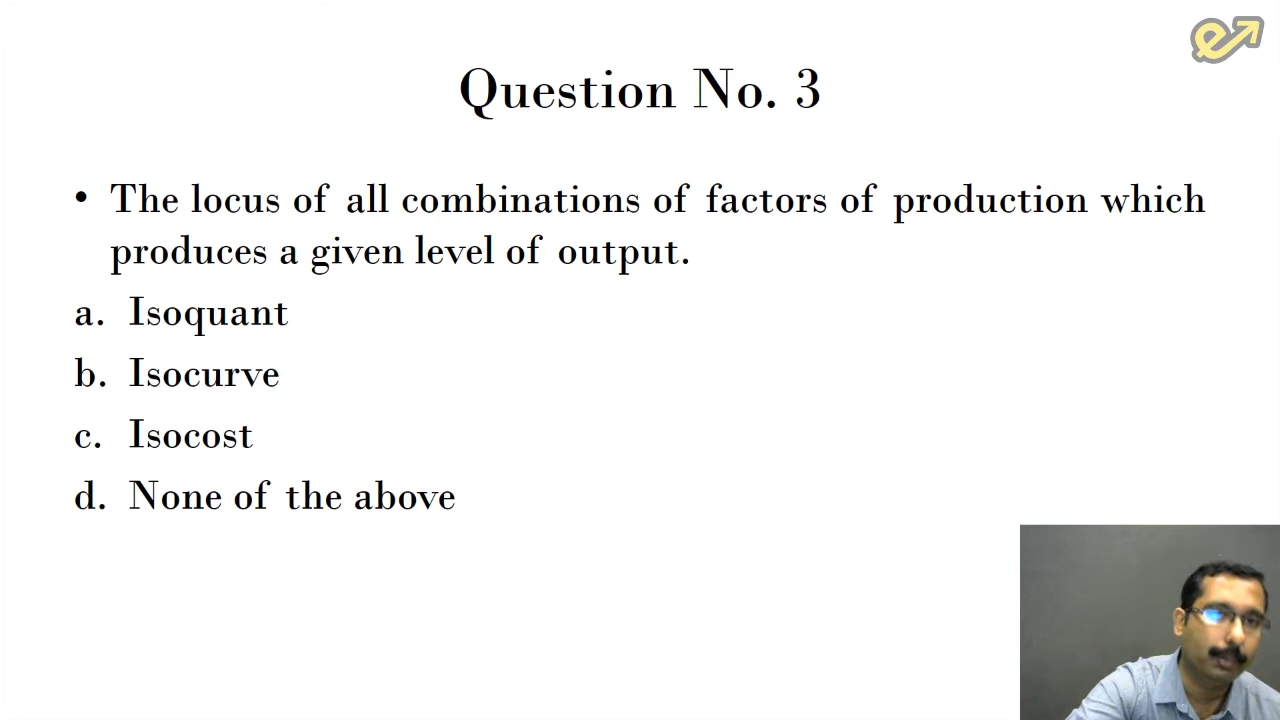 Question No. 3
• The locus of all combinations of factors of production which
produces a given level of output.
a. Isoquant
b. Isocurve
c. Isocost
d. None of the above